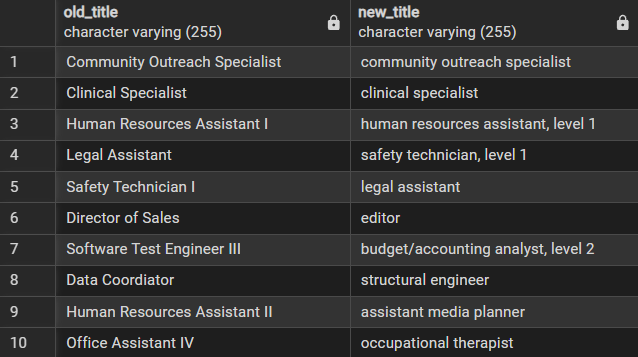 old_title new_title
character varying (255) character varying (255)
1 Community Outreach Specialist community outreach specialist
2 Clinical Specialist clinical specialist
3 Human Resources Assistant I human resources assistant, level 1
4 Legal Assistant safety technician, level 1
5 Safety Technician I legal assistant
6 Director of Sales editor
7 Software Test Engineer III budget/accounting analyst, level 2
8 Data Coordiator structural engineer
9 Human Resources Assistant II assistant media planner
10 Office Assistant IV occupational therapist